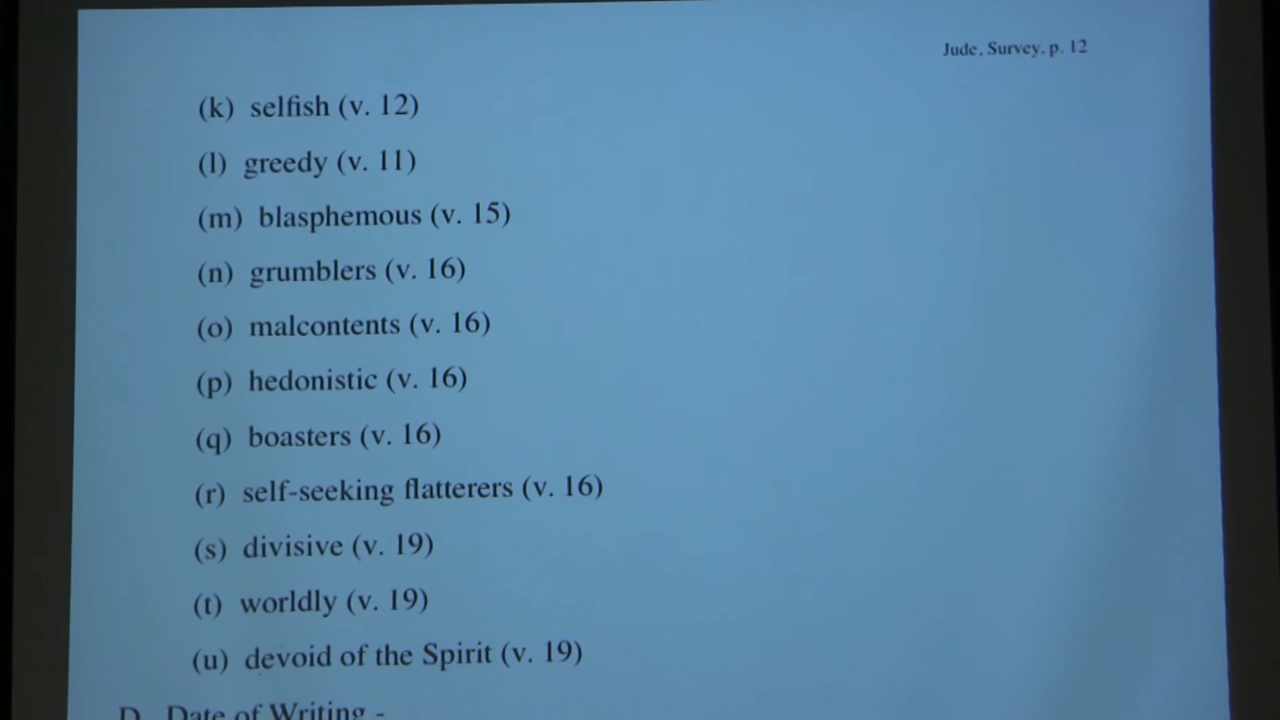 Jude, Survey, p. 12
(k) selfish (v. 12)
(l) greedy (v. 11)
(m) blasphemous (v. 15)
(n) grumblers (v. 16)
(o) malcontents (v. 16)
(p) hedonistic (v. 16)
(q) boasters (v. 16)
(r) self-seeking flatterers (v. 16)
(s) divisive (v. 19)
(t) worldly (v. 19)
(u) devoid of the Spirit (v. 19)
D. Date of Writing -